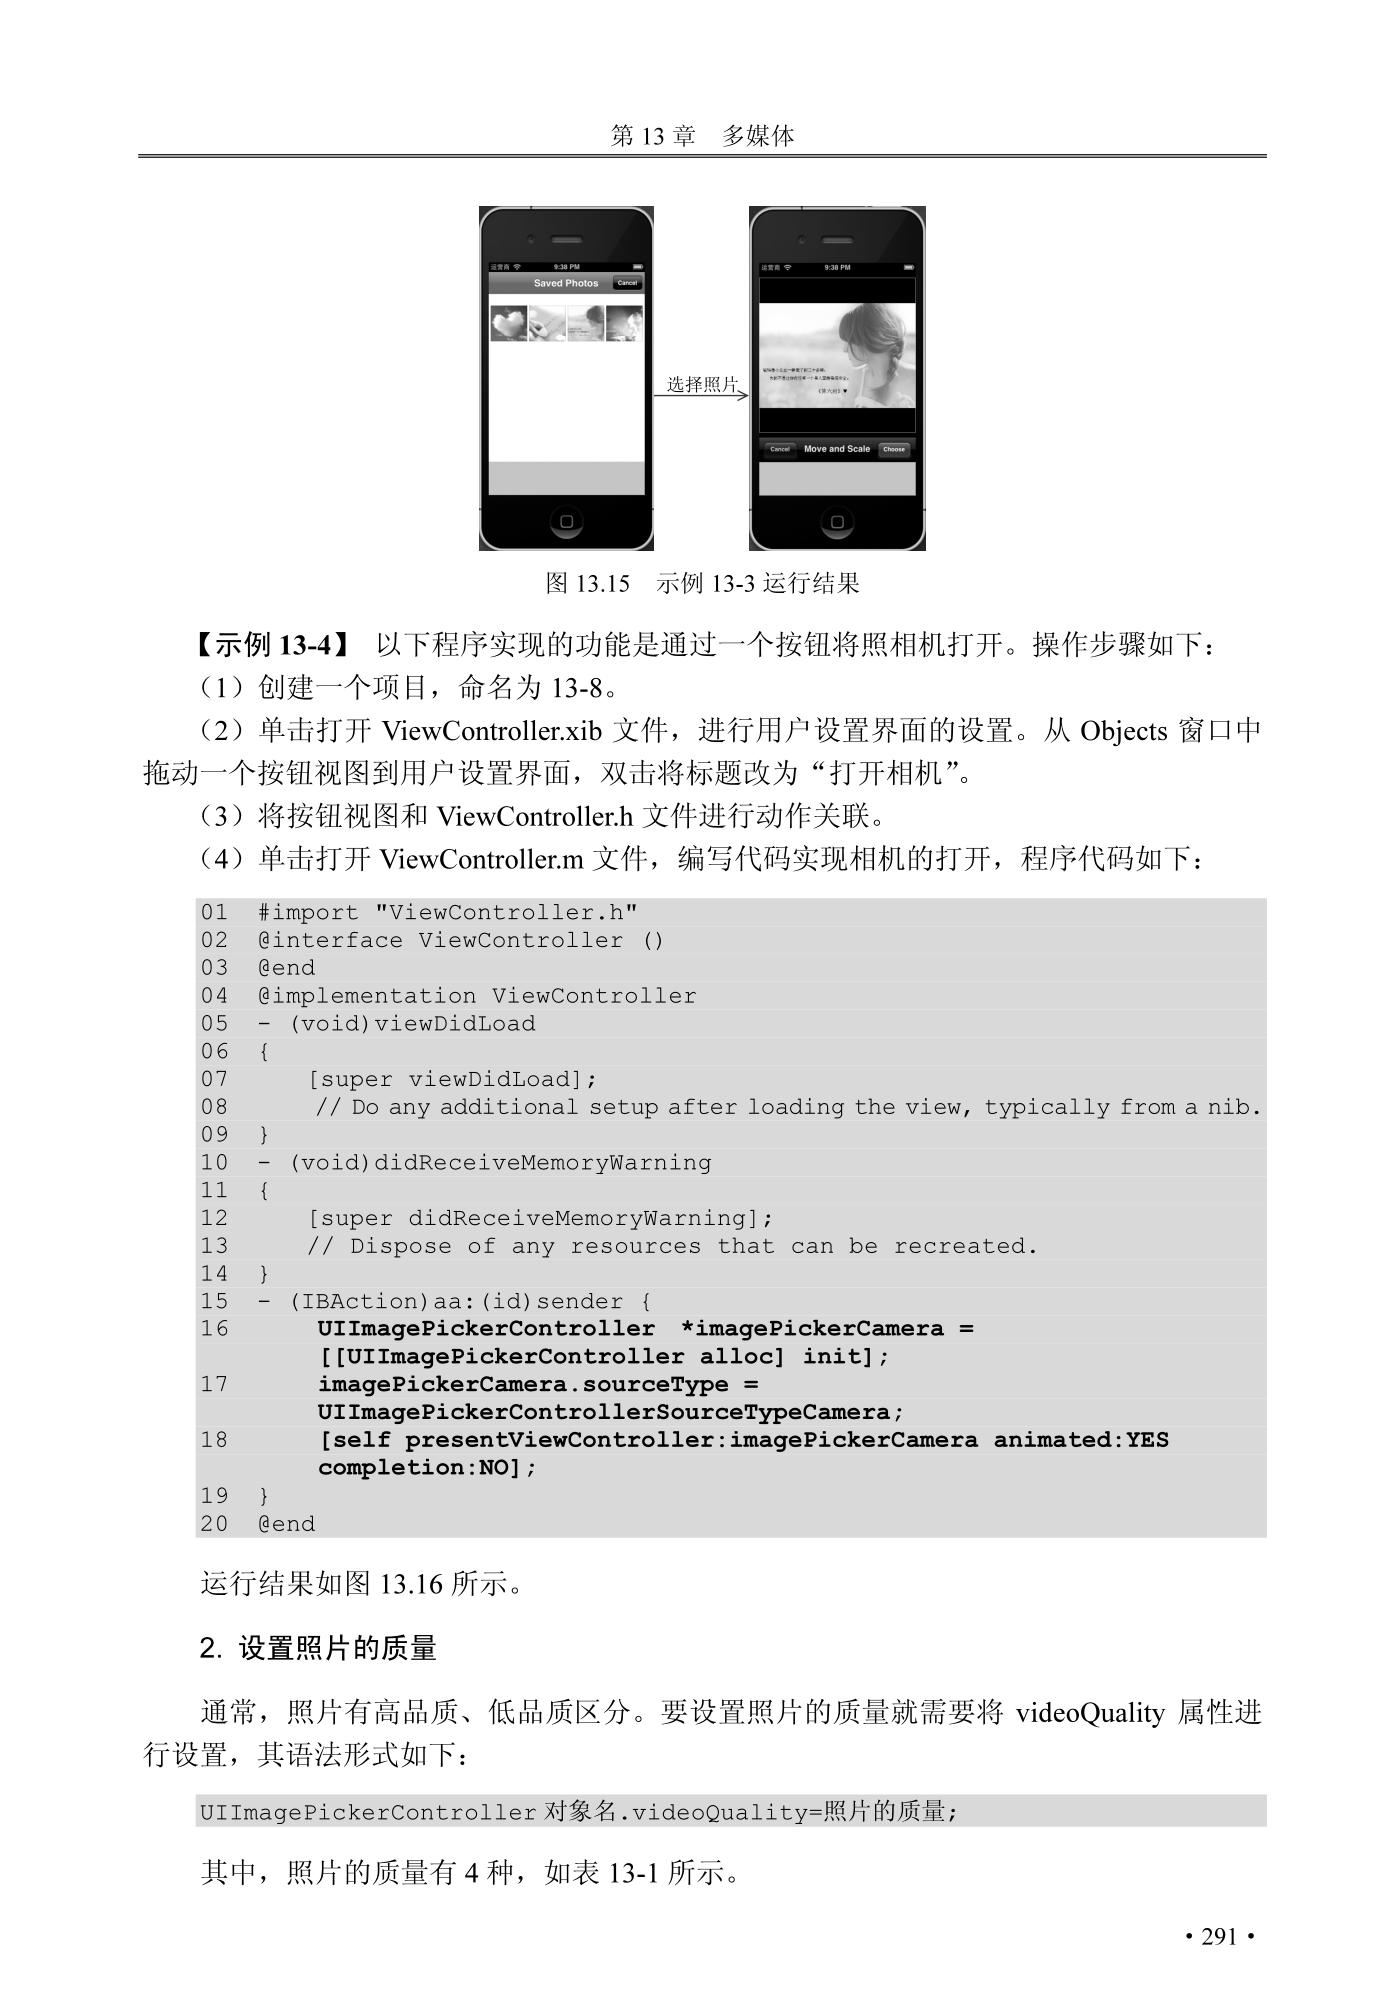 第 13 章 多媒体
运营商 9:38 PM
Saved Photos Cancel
选择照片
运营商 9:38 PM
《第六封》♥
Cancel Move and Scale Choose
图 13.15 示例 13-3 运行结果
【示例 13-4】 以下程序实现的功能是通过一个按钮将照相机打开。操作步骤如下：
（1）创建一个项目，命名为 13-8。
（2）单击打开 ViewController.xib 文件，进行用户设置界面的设置。从 Objects 窗口中
拖动一个按钮视图到用户设置界面，双击将标题改为“打开相机”。
（3）将按钮视图和 ViewController.h 文件进行动作关联。
（4）单击打开 ViewController.m 文件，编写代码实现相机的打开，程序代码如下：
01 #import "ViewController.h"
02 @interface ViewController ()
03 @end
04 @implementation ViewController
05 - (void)viewDidLoad
06 {
07 [super viewDidLoad];
08 // Do any additional setup after loading the view, typically from a nib.
09 }
10 - (void)didReceiveMemoryWarning
11 {
12 [super didReceiveMemoryWarning];
13 // Dispose of any resources that can be recreated.
14 }
15 - (IBAction)aa:(id)sender {
16 UIImagePickerController *imagePickerCamera =
[[UIImagePickerController alloc] init];
17 imagePickerCamera.sourceType =
UIImagePickerControllerSourceTypeCamera;
18 [self presentViewController:imagePickerCamera animated:YES
completion:NO];
19 }
20 @end
运行结果如图 13.16 所示。
2. 设置照片的质量
通常，照片有高品质、低品质区分。要设置照片的质量就需要将 videoQuality 属性进
行设置，其语法形式如下：
UIImagePickerController 对象名.videoQuality=照片的质量;
其中，照片的质量有 4 种，如表 13-1 所示。
• 291 •